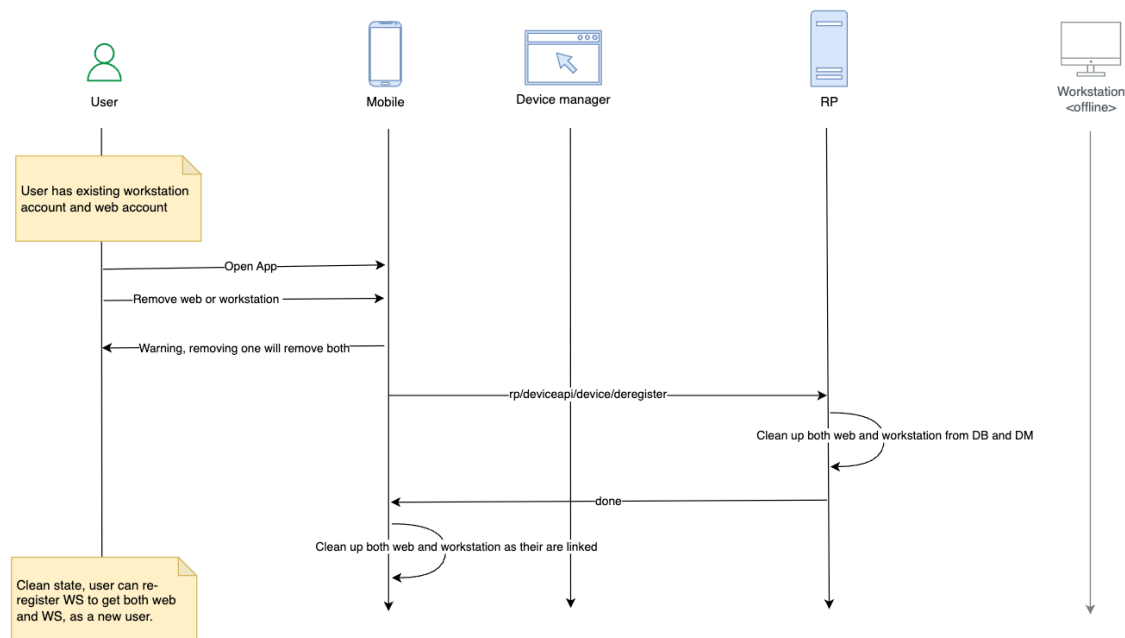 User
Mobile
Device manager
RP
Workstation
<offline>
User has existing workstation
account and web account
Open App
Remove web or workstation
Warning, removing one will remove both
rp/deviceapi/device/deregister
Clean up both web and workstation from DB and DM
done
Clean up both web and workstation as their are linked
Clean state, user can re-
register WS to get both web
and WS, as a new user.